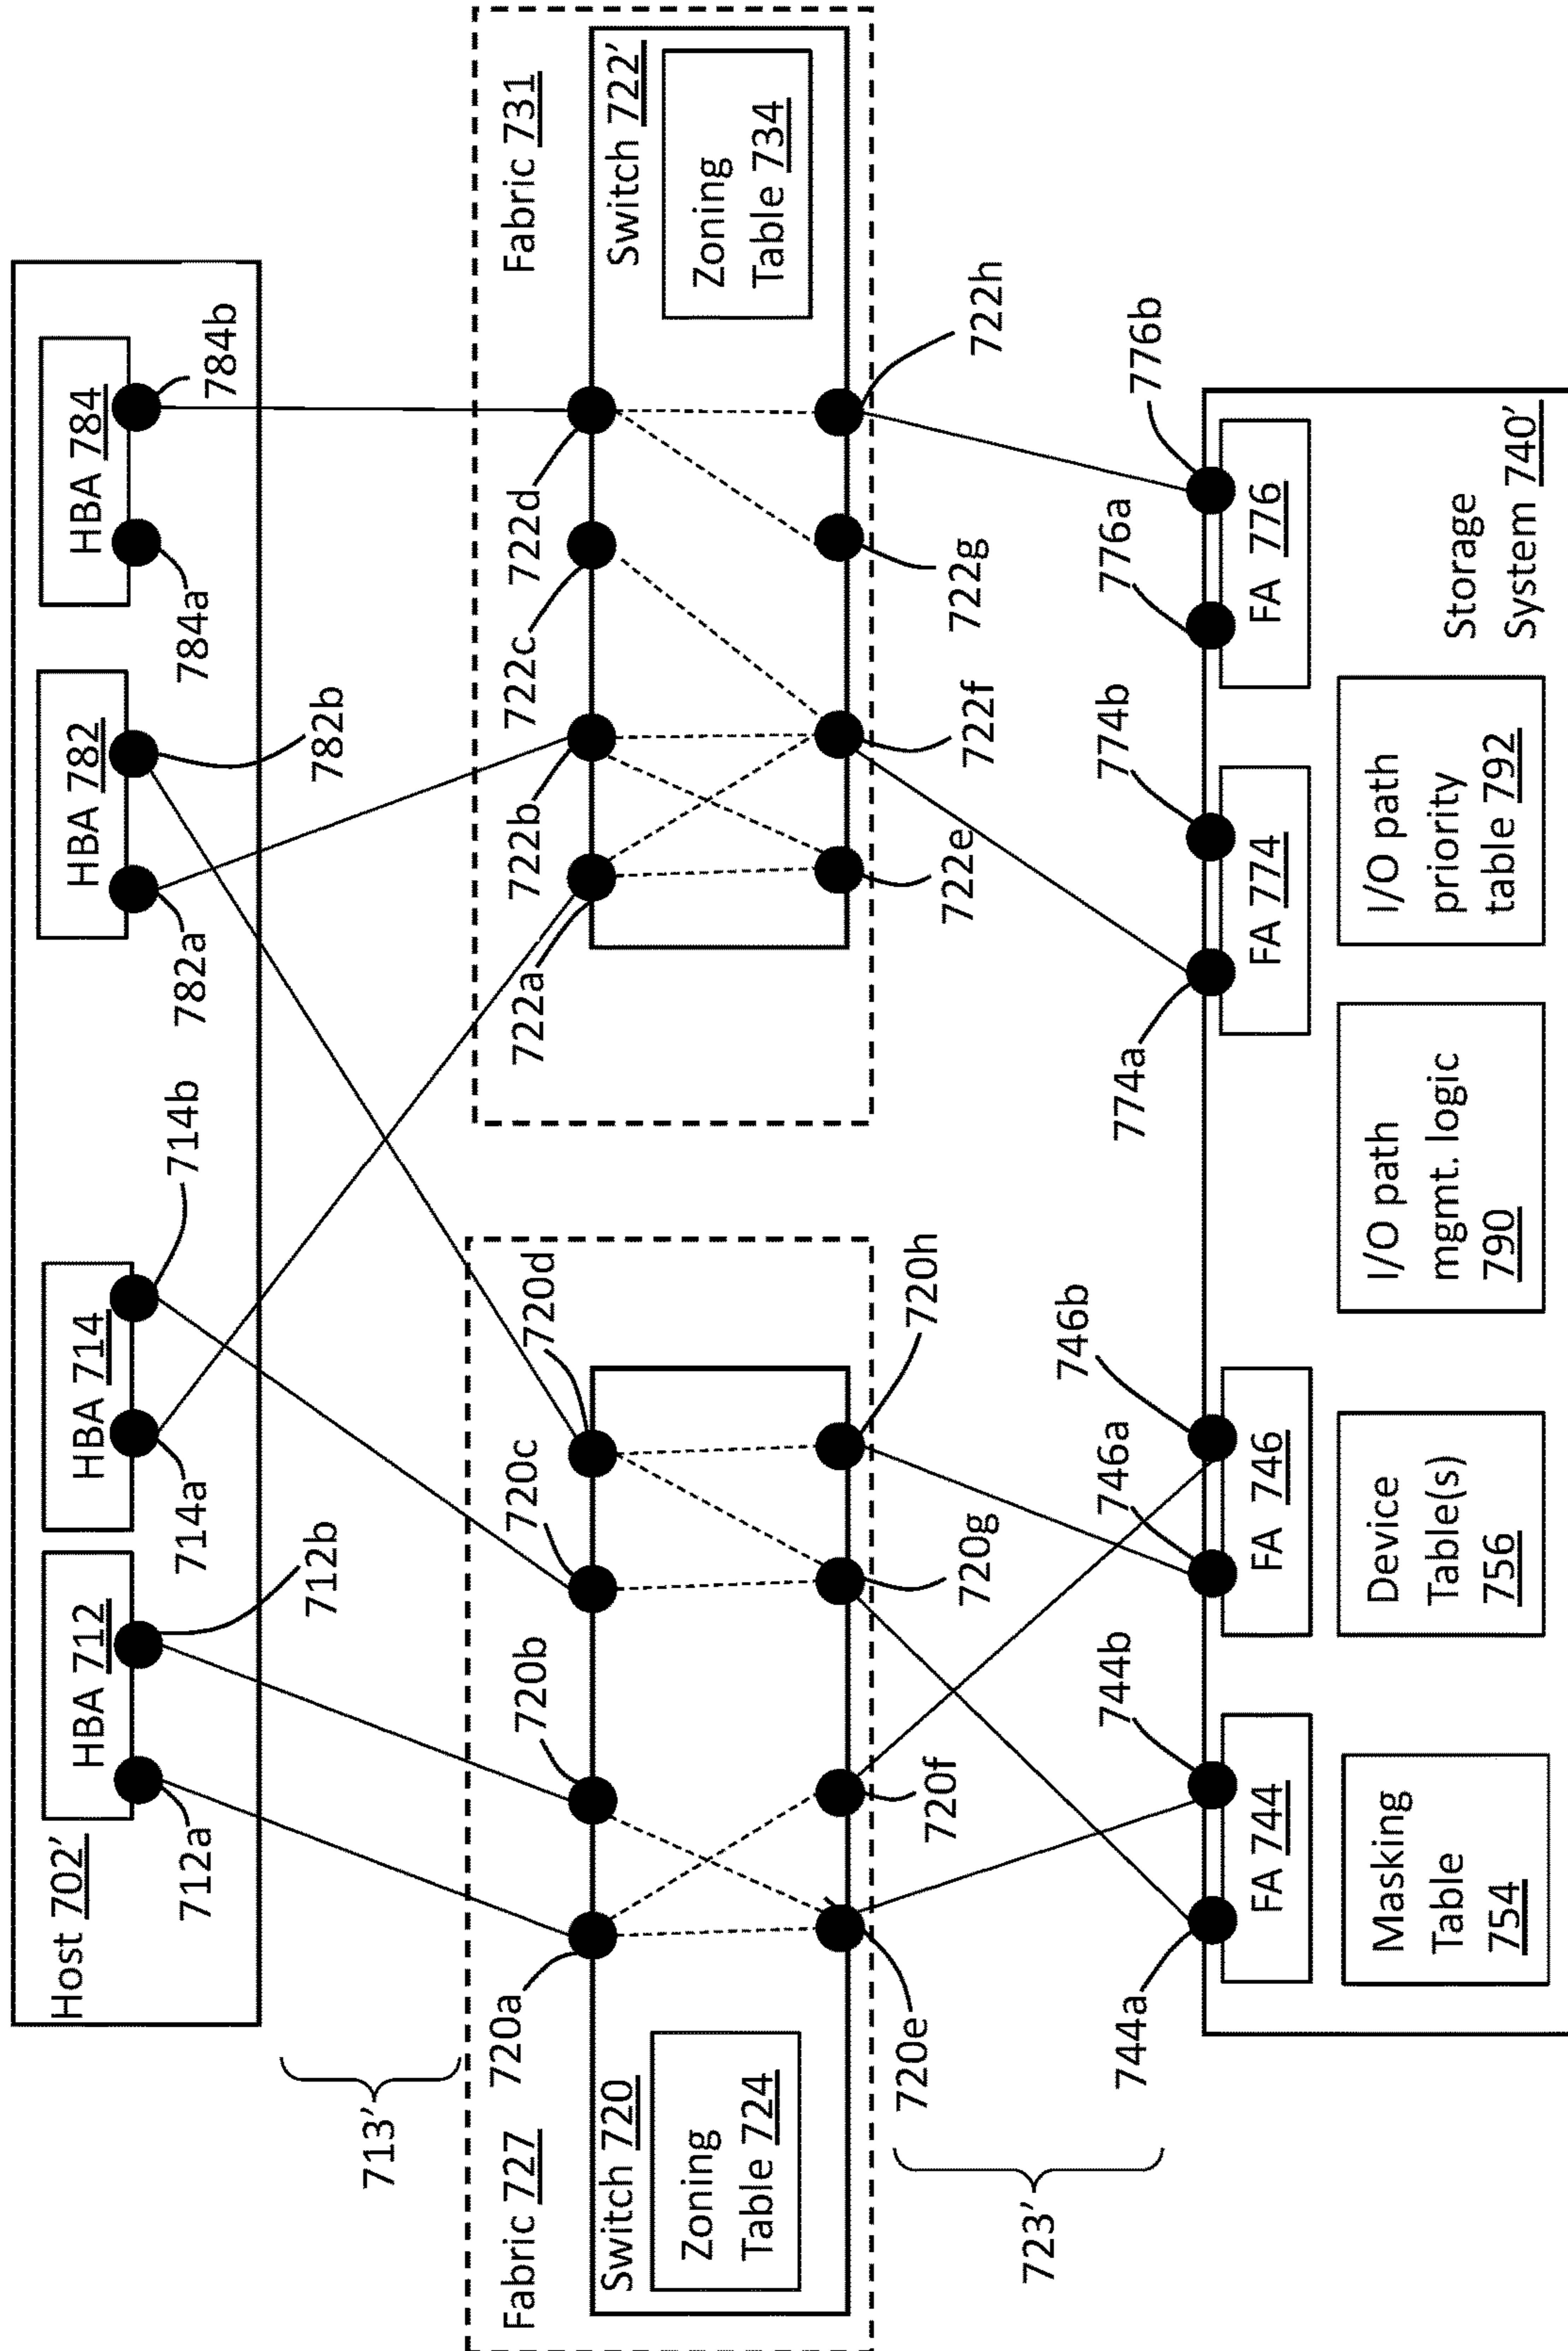 Host 702’
HBA 712
HBA 714
HBA 782
HBA 784
712a
712b
714a
714b
782a
782b
784a
784b
713’
Fabric 727
Switch 720
Zoning
Table 724
720a
720b
720c
720d
720e
720f
720g
720h
Fabric 731
Switch 722’
Zoning
Table 734
722a
722b
722c
722d
722e
722f
722g
722h
723’
744a
744b
746a
746b
774a
774b
776a
776b
FA 744
FA 746
FA 774
FA 776
Masking
Table
754
Device
Table(s)
756
I/O path
mgmt. logic
790
I/O path
priority
table 792
Storage
System 740’